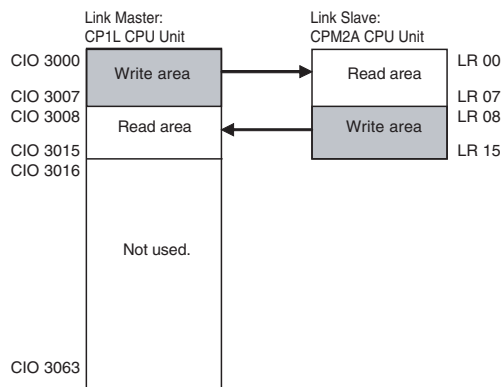 Link Master:
CP1L CPU Unit
Link Slave:
CPM2A CPU Unit
CIO 3000
Write area
Read area
LR 00
CIO 3007
LR 07
CIO 3008
Read area
Write area
LR 08
CIO 3015
LR 15
CIO 3016
Not used.
CIO 3063